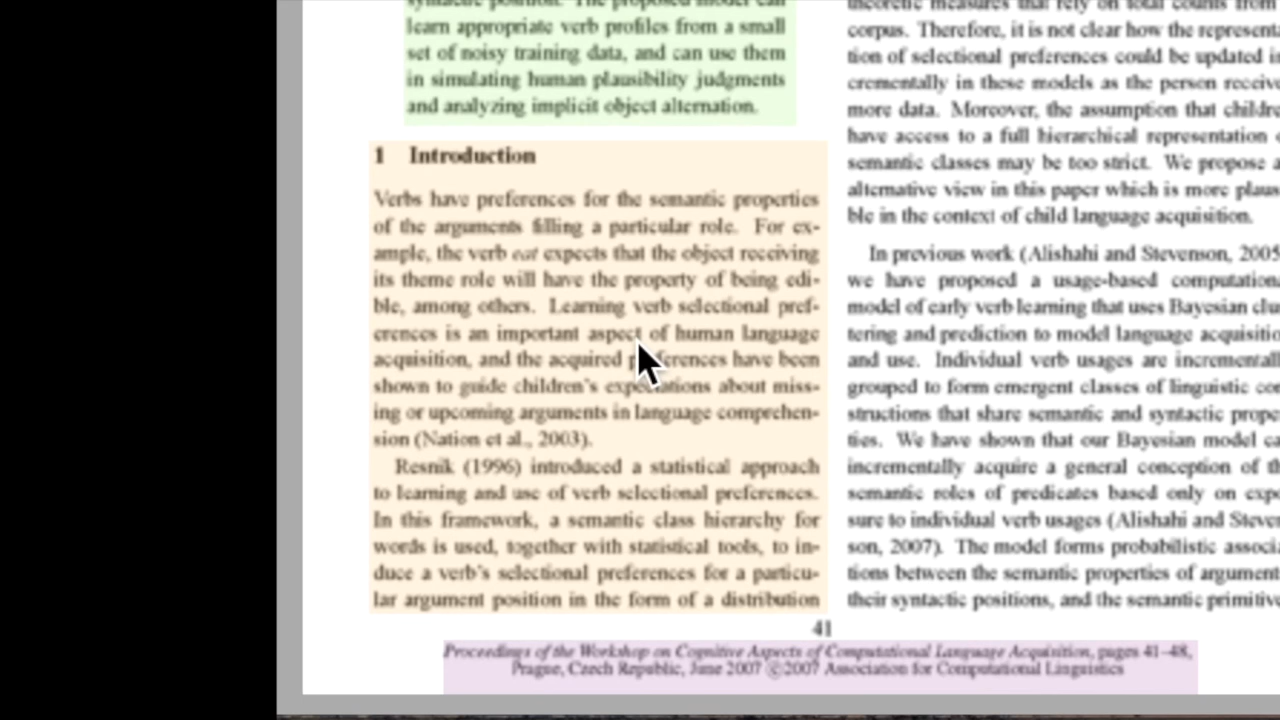 learn appropriate verb profiles from a small
set of noisy training data, and can use them
in simulating human plausibility judgments
and analyzing implicit object alternation.
1 Introduction
Verbs have preferences for the semantic properties
of the arguments filling a particular role. For ex-
ample, the verb eat expects that the object receiving
its theme role will have the property of being edi-
ble, among others. Learning verb selectional pref-
erences is an important aspect of human language
acquisition, and the acquired preferences have been
shown to guide children's expectations about miss-
ing or upcoming arguments in language comprehen-
sion (Nation et al., 2003).
Resnik (1996) introduced a statistical approach
to learning and use of verb selectional preferences.
In this framework, a semantic class hierarchy for
words is used, together with statistical tools, to in-
duce a verb's selectional preferences for a particu-
lar argument position in the form of a distribution
theoretic measures that rely on total counts from
corpus. Therefore, it is not clear how the representa
tion of selectional preferences could be updated in
crementally in these models as the person receive
more data. Moreover, the assumption that childre
have access to a full hierarchical representation
semantic classes may be too strict. We propose a
alternative view in this paper which is more plaus
ble in the context of child language acquisition.
In previous work (Alishahi and Stevenson, 2005
we have proposed a usage-based computation
model of early verb learning that uses Bayesian clu
tering and prediction to model language acquisitio
and use. Individual verb usages are incrementall
grouped to form emergent classes of linguistic con
structions that share semantic and syntactic prope
ties. We have shown that our Bayesian model ca
incrementally acquire a general conception of th
semantic roles of predicates based only on expo
sure to individual verb usages (Alishahi and Steve
son, 2007). The model forms probabilistic associa
tions between the semantic properties of argument
their syntactic positions, and the semantic primitive
41
Proceedings of the Workshop on Cognitive Aspects of Computational Language Acquisition, pages 41–48,
Prague, Czech Republic, June 2007 ©2007 Association for Computational Linguistics